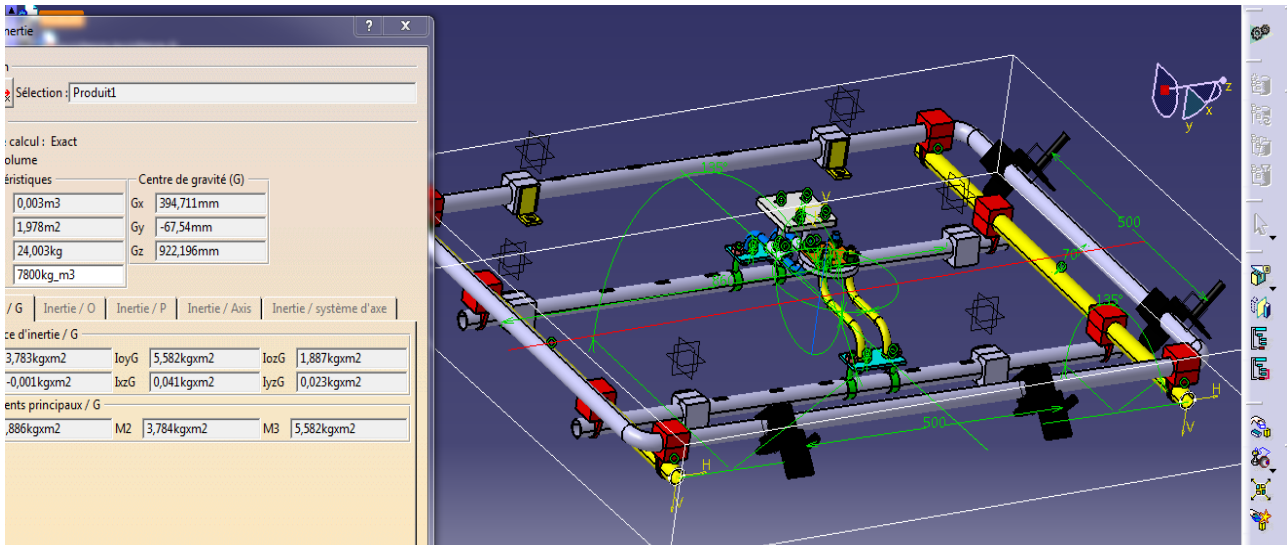 nertie
? X
n
Sélection : Produit1
calcul : Exact
olume
éristiques
Centre de gravité (G)
0,003m3
Gx 394,711mm
1,978m2
Gy -67,54mm
24,003kg
Gz 922,196mm
7800kg_m3
/ G Inertie / O Inertie / P Inertie / Axis Inertie / système d'axe
ce d'inertie / G
3,783kgxm2 IoyG 5,582kgxm2 IozG 1,887kgxm2
-0,001kgxm2 IxzG 0,041kgxm2 IyzG 0,023kgxm2
ents principaux / G
,886kgxm2 M2 3,784kgxm2 M3 5,582kgxm2
z
x
y
500
70
135°
500
H
V
H
V